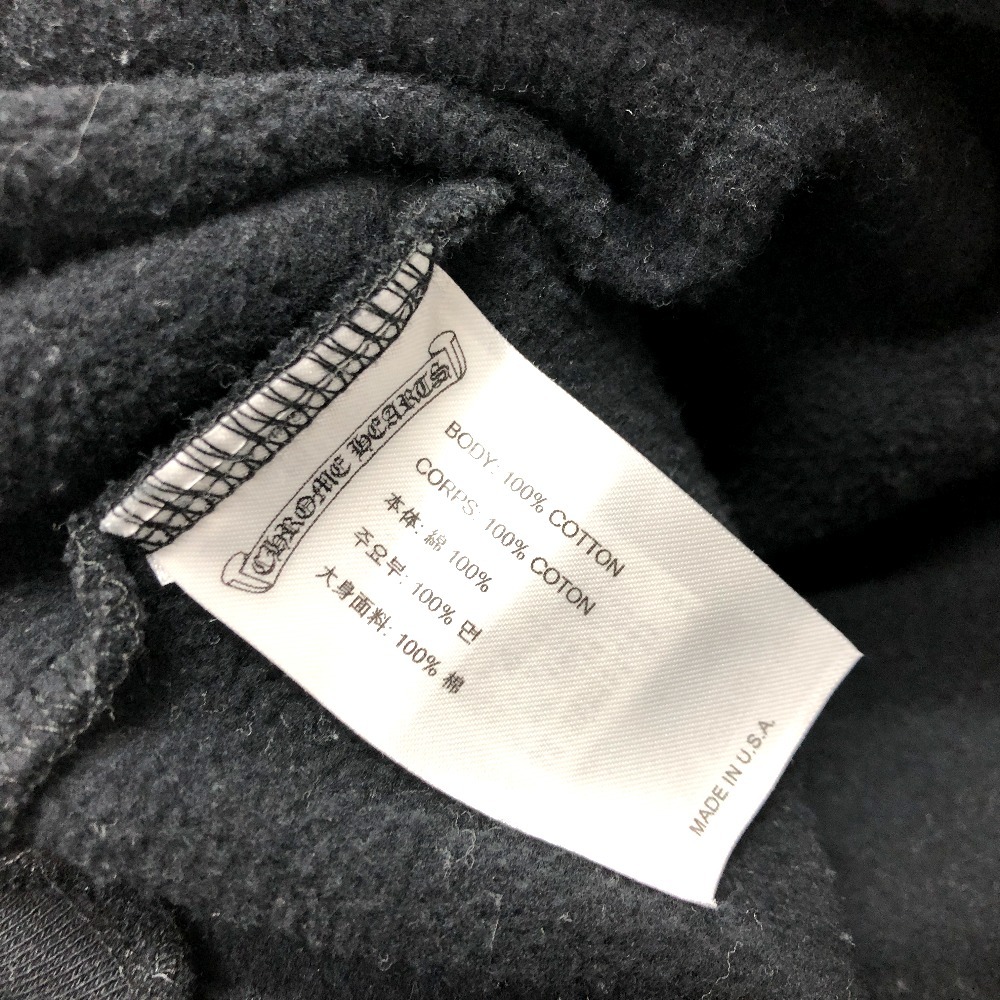 CHROME HEARTS
BODY: 100% COTTON
CORPS: 100% COTON
本体: 綿 100%
주요부: 100% 면
大身面料: 100% 棉
MADE IN U.S.A.